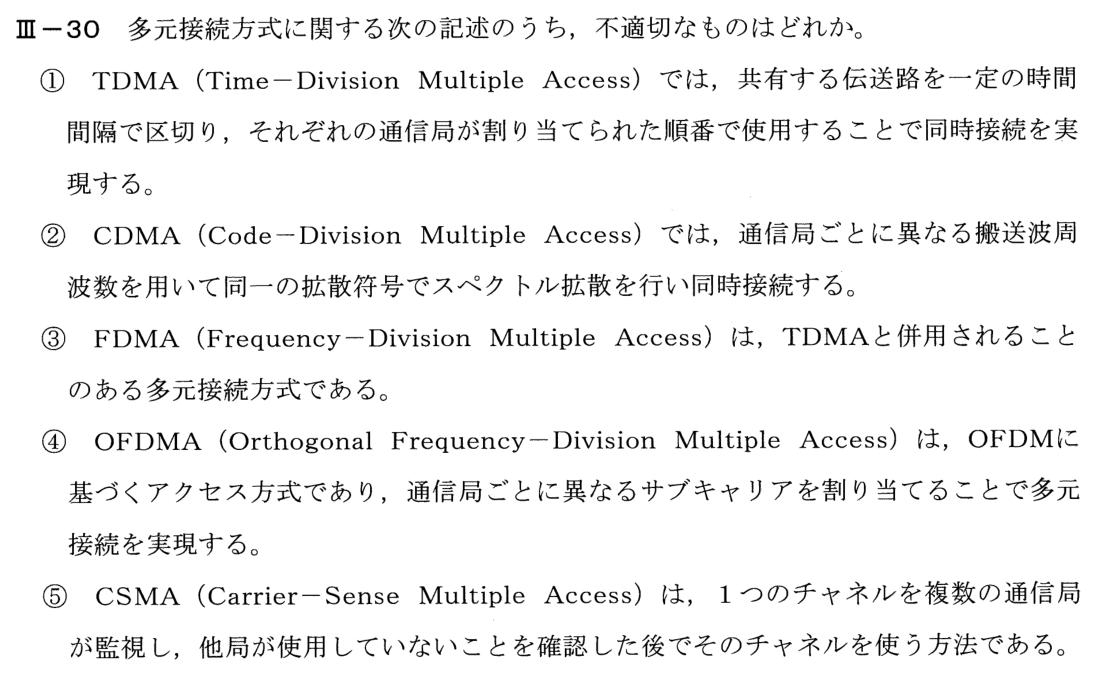 Ⅲ－30　多元接続方式に関する次の記述のうち，不適切なものはどれか。
①　TDMA（Time－Division Multiple Access）では，共有する伝送路を一定の時間
間隔で区切り，それぞれの通信局が割り当てられた順番で使用することで同時接続を実
現する。
②　CDMA（Code－Division Multiple Access）では，通信局ごとに異なる搬送波周
波数を用いて同一の拡散符号でスペクトル拡散を行い同時接続する。
③　FDMA（Frequency－Division Multiple Access）は，TDMAと併用されること
のある多元接続方式である。
④　OFDMA（Orthogonal Frequency－Division Multiple Access）は，OFDMに
基づくアクセス方式であり，通信局ごとに異なるサブキャリアを割り当てることで多元
接続を実現する。
⑤　CSMA（Carrier－Sense Multiple Access）は，１つのチャネルを複数の通信局
が監視し，他局が使用していないことを確認した後でそのチャネルを使う方法である。